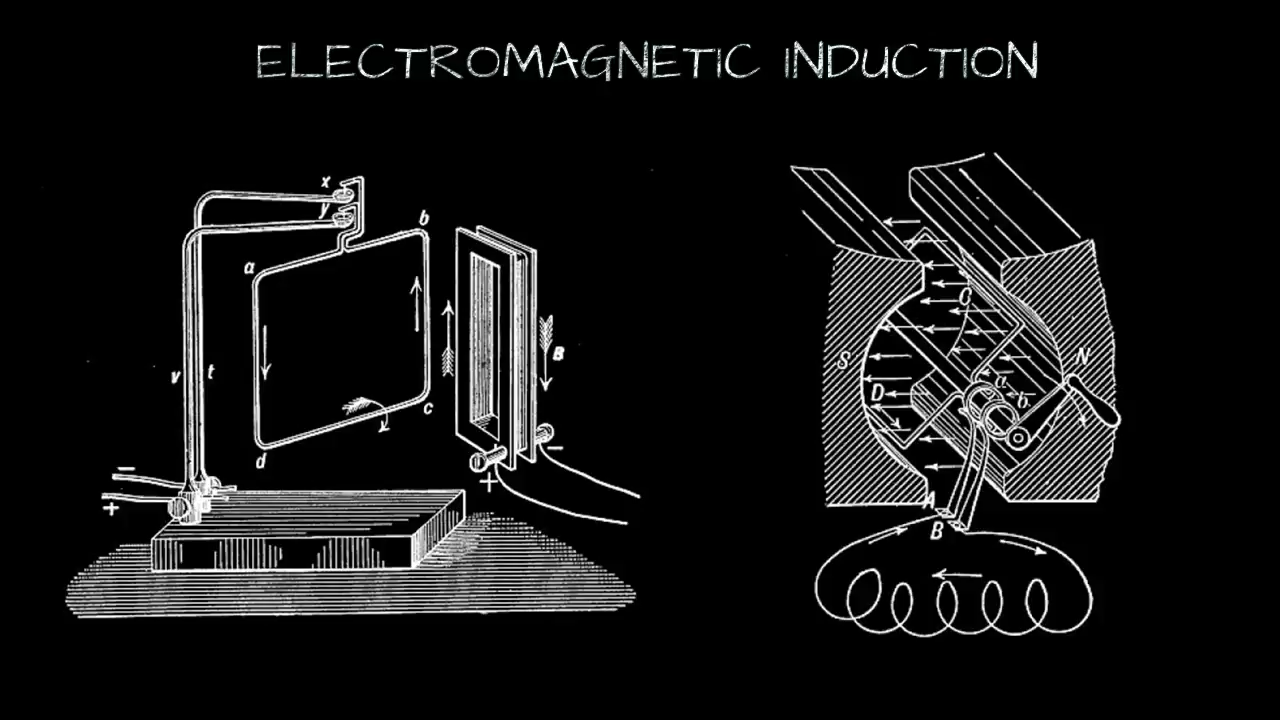 ELECTROMAGNETIC INDUCTION
x
y
b
a
v
t
B
c
d
–
+
–
+
C
S
N
D
a
b
A
B